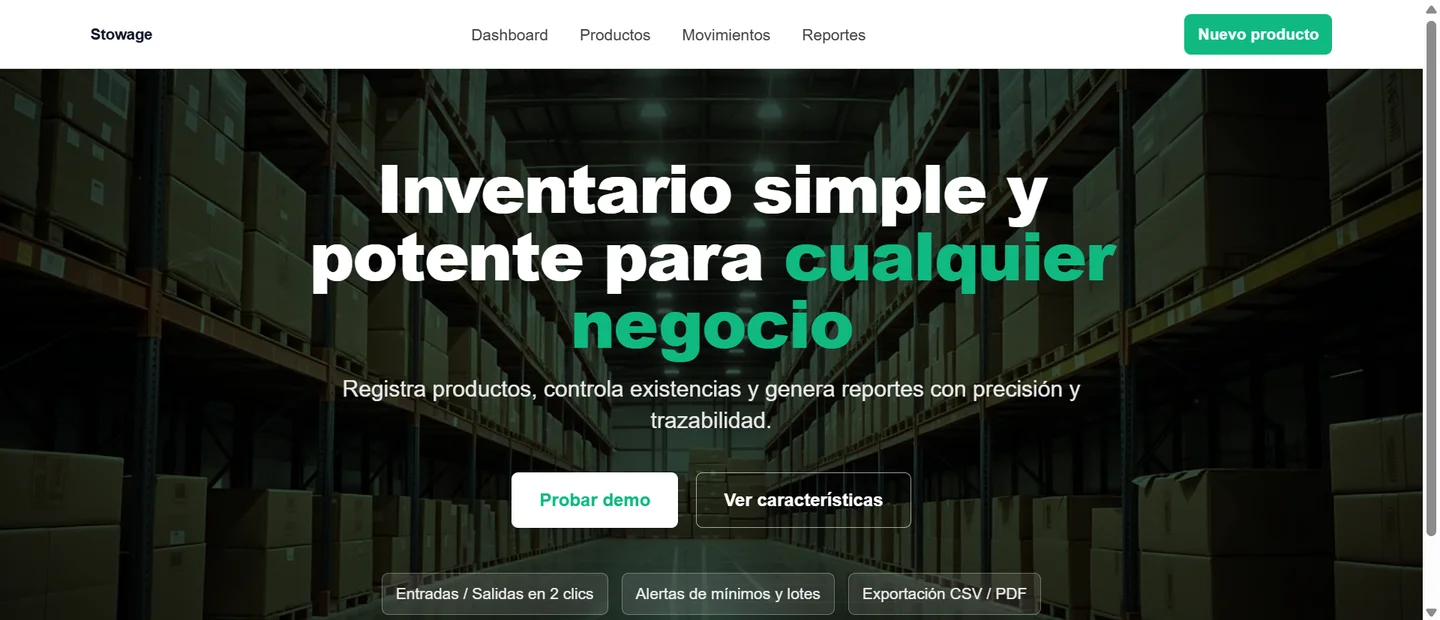 Stowage
Dashboard
Productos
Movimientos
Reportes
Nuevo producto
Inventario simple y
potente para cualquier
negocio
Registra productos, controla existencias y genera reportes con precisión y
trazabilidad.
Probar demo
Ver características
Entradas / Salidas en 2 clics
Alertas de mínimos y lotes
Exportación CSV / PDF